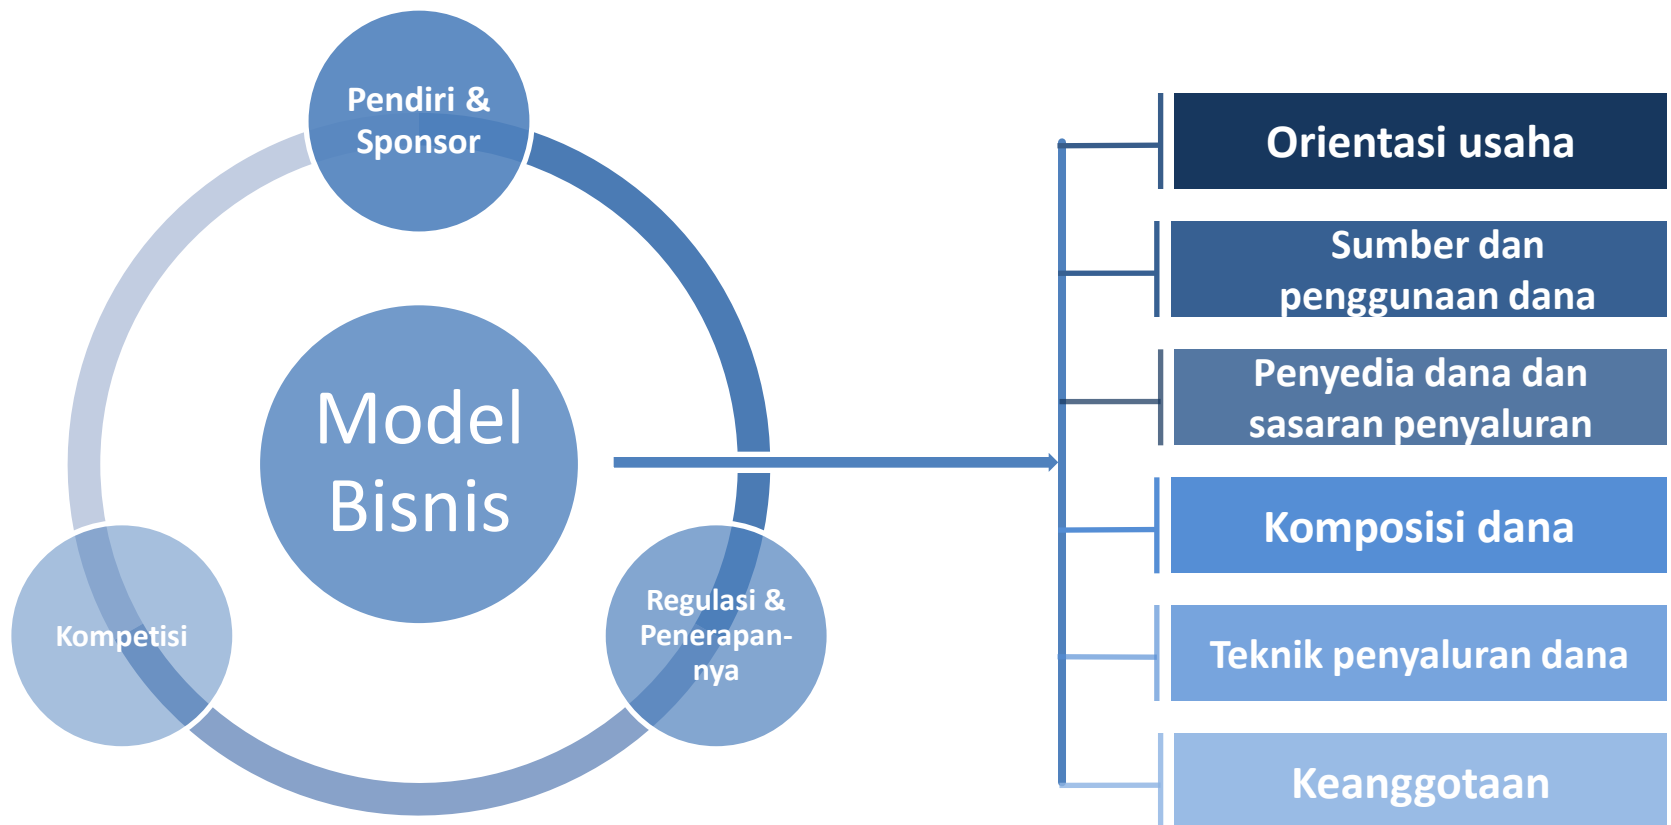 Pendiri &
Sponsor
Model
Bisnis
Kompetisi
Regulasi &
Penerapan-
nya
Orientasi usaha
Sumber dan
penggunaan dana
Penyedia dana dan
sasaran penyaluran
Komposisi dana
Teknik penyaluran dana
Keanggotaan